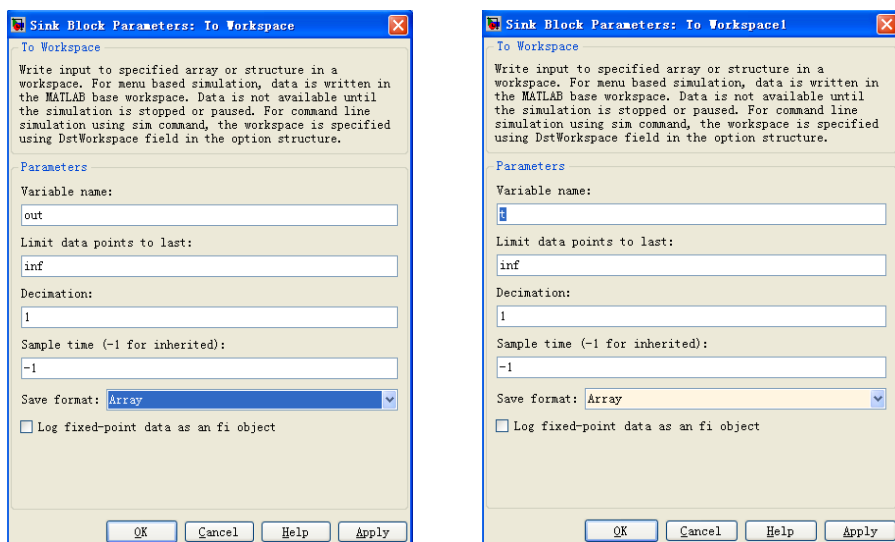 Sink Block Parameters: To Workspace
To Workspace
Write input to specified array or structure in a
workspace. For menu based simulation, data is written in
the MATLAB base workspace. Data is not available until
the simulation is stopped or paused. For command line
simulation using sim command, the workspace is specified
using DstWorkspace field in the option structure.
Parameters
Variable name:
out
Limit data points to last:
inf
Decimation:
1
Sample time (-1 for inherited):
-1
Save format: Array
Log fixed-point data as an fi object
OK Cancel Help Apply
Sink Block Parameters: To Workspace1
To Workspace
Write input to specified array or structure in a
workspace. For menu based simulation, data is written in
the MATLAB base workspace. Data is not available until
the simulation is stopped or paused. For command line
simulation using sim command, the workspace is specified
using DstWorkspace field in the option structure.
Parameters
Variable name:
t
Limit data points to last:
inf
Decimation:
1
Sample time (-1 for inherited):
-1
Save format: Array
Log fixed-point data as an fi object
OK Cancel Help Apply